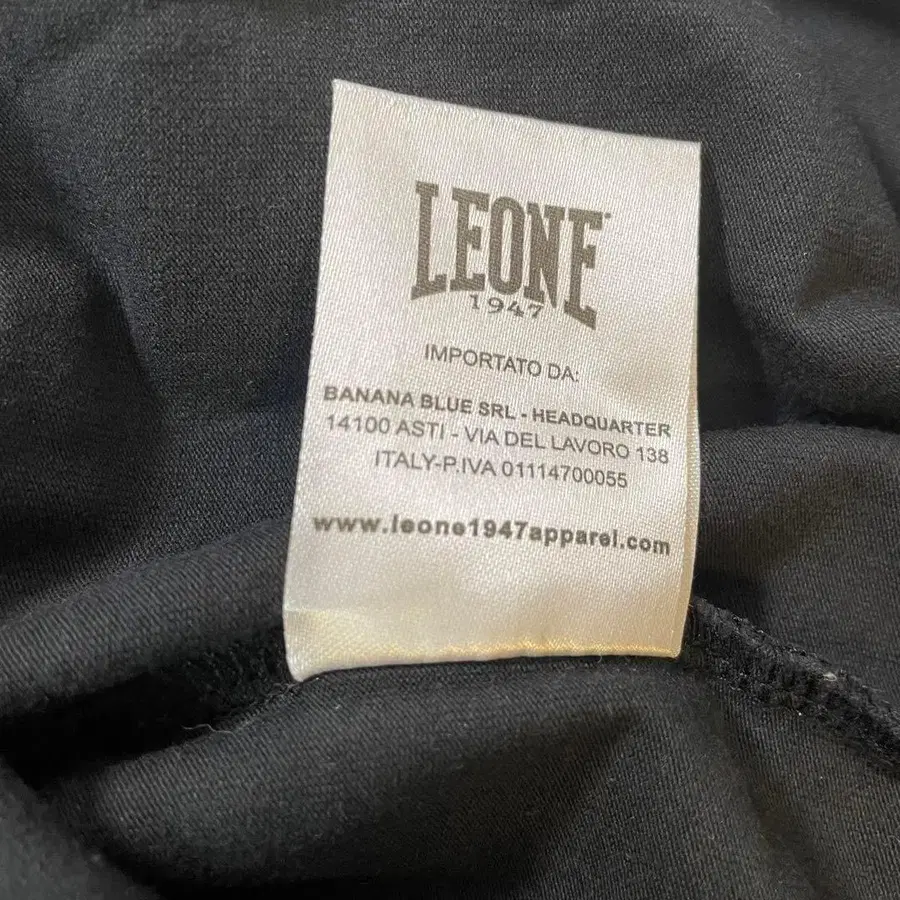 LEONE
1947
IMPORTATO DA:
BANANA BLUE SRL - HEADQUARTER
14100 ASTI - VIA DEL LAVORO 138
ITALY-P.IVA 01114700055
www.leone1947apparel.com